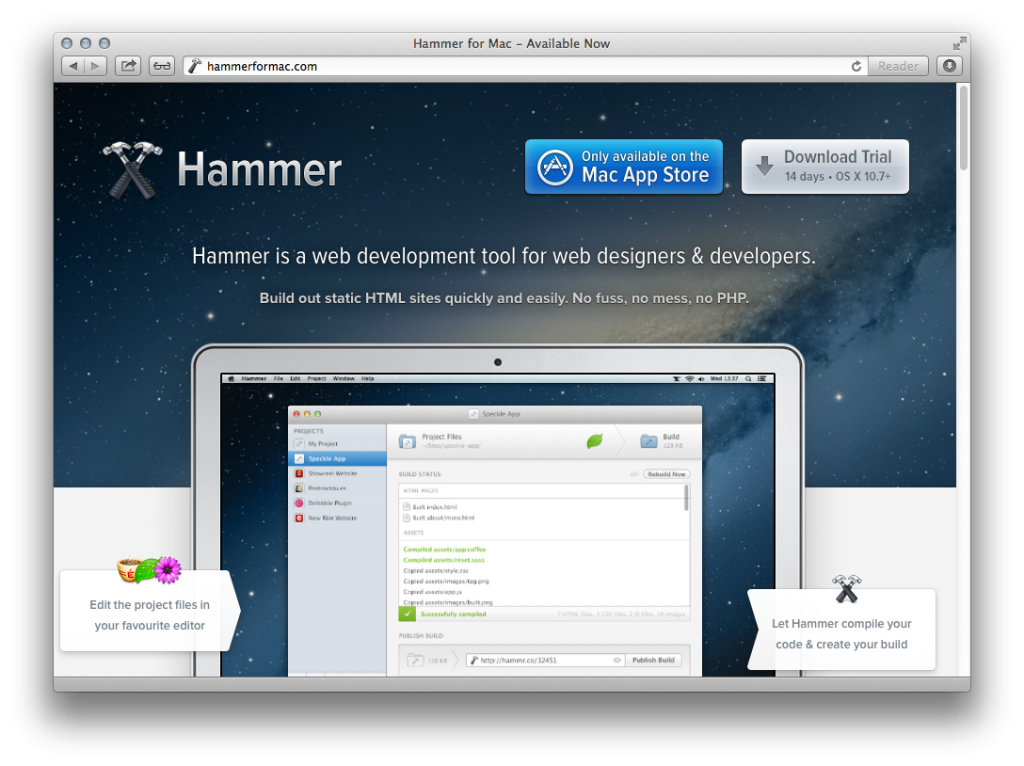 Hammer for Mac – Available Now
hammerformac.com
Reader
Hammer
Only available on the
Mac App Store
Download Trial
14 days • OS X 10.7+
Hammer is a web development tool for web designers & developers.
Build out static HTML sites quickly and easily. No fuss, no mess, no PHP.
Hammer File Edit Project Window Help
Wed 13:37
Speckle App
PROJECTS
My Project
Speckle App
Showreel Website
Dribbble Plugin
New Riot Website
Project Files
~/Sites/speckle-app/
Build
128 KB
BUILD STATUS
Rebuild Now
HTML PAGES
Built index.html
Built about/more.html
ASSETS
Compiled assets/app.coffee
Compiled assets/reset.sass
Copied assets/style.css
Copied assets/images/tag.png
Copied assets/app.js
Copied assets/images/built.png
Successfully compiled
7 HTML files, 3 CSS files, 2 JS files, 19 images
PUBLISH BUILD
128 KB
http://hammr.co/32451
Publish Build
Edit the project files in
your favourite editor
Let Hammer compile your
code & create your build